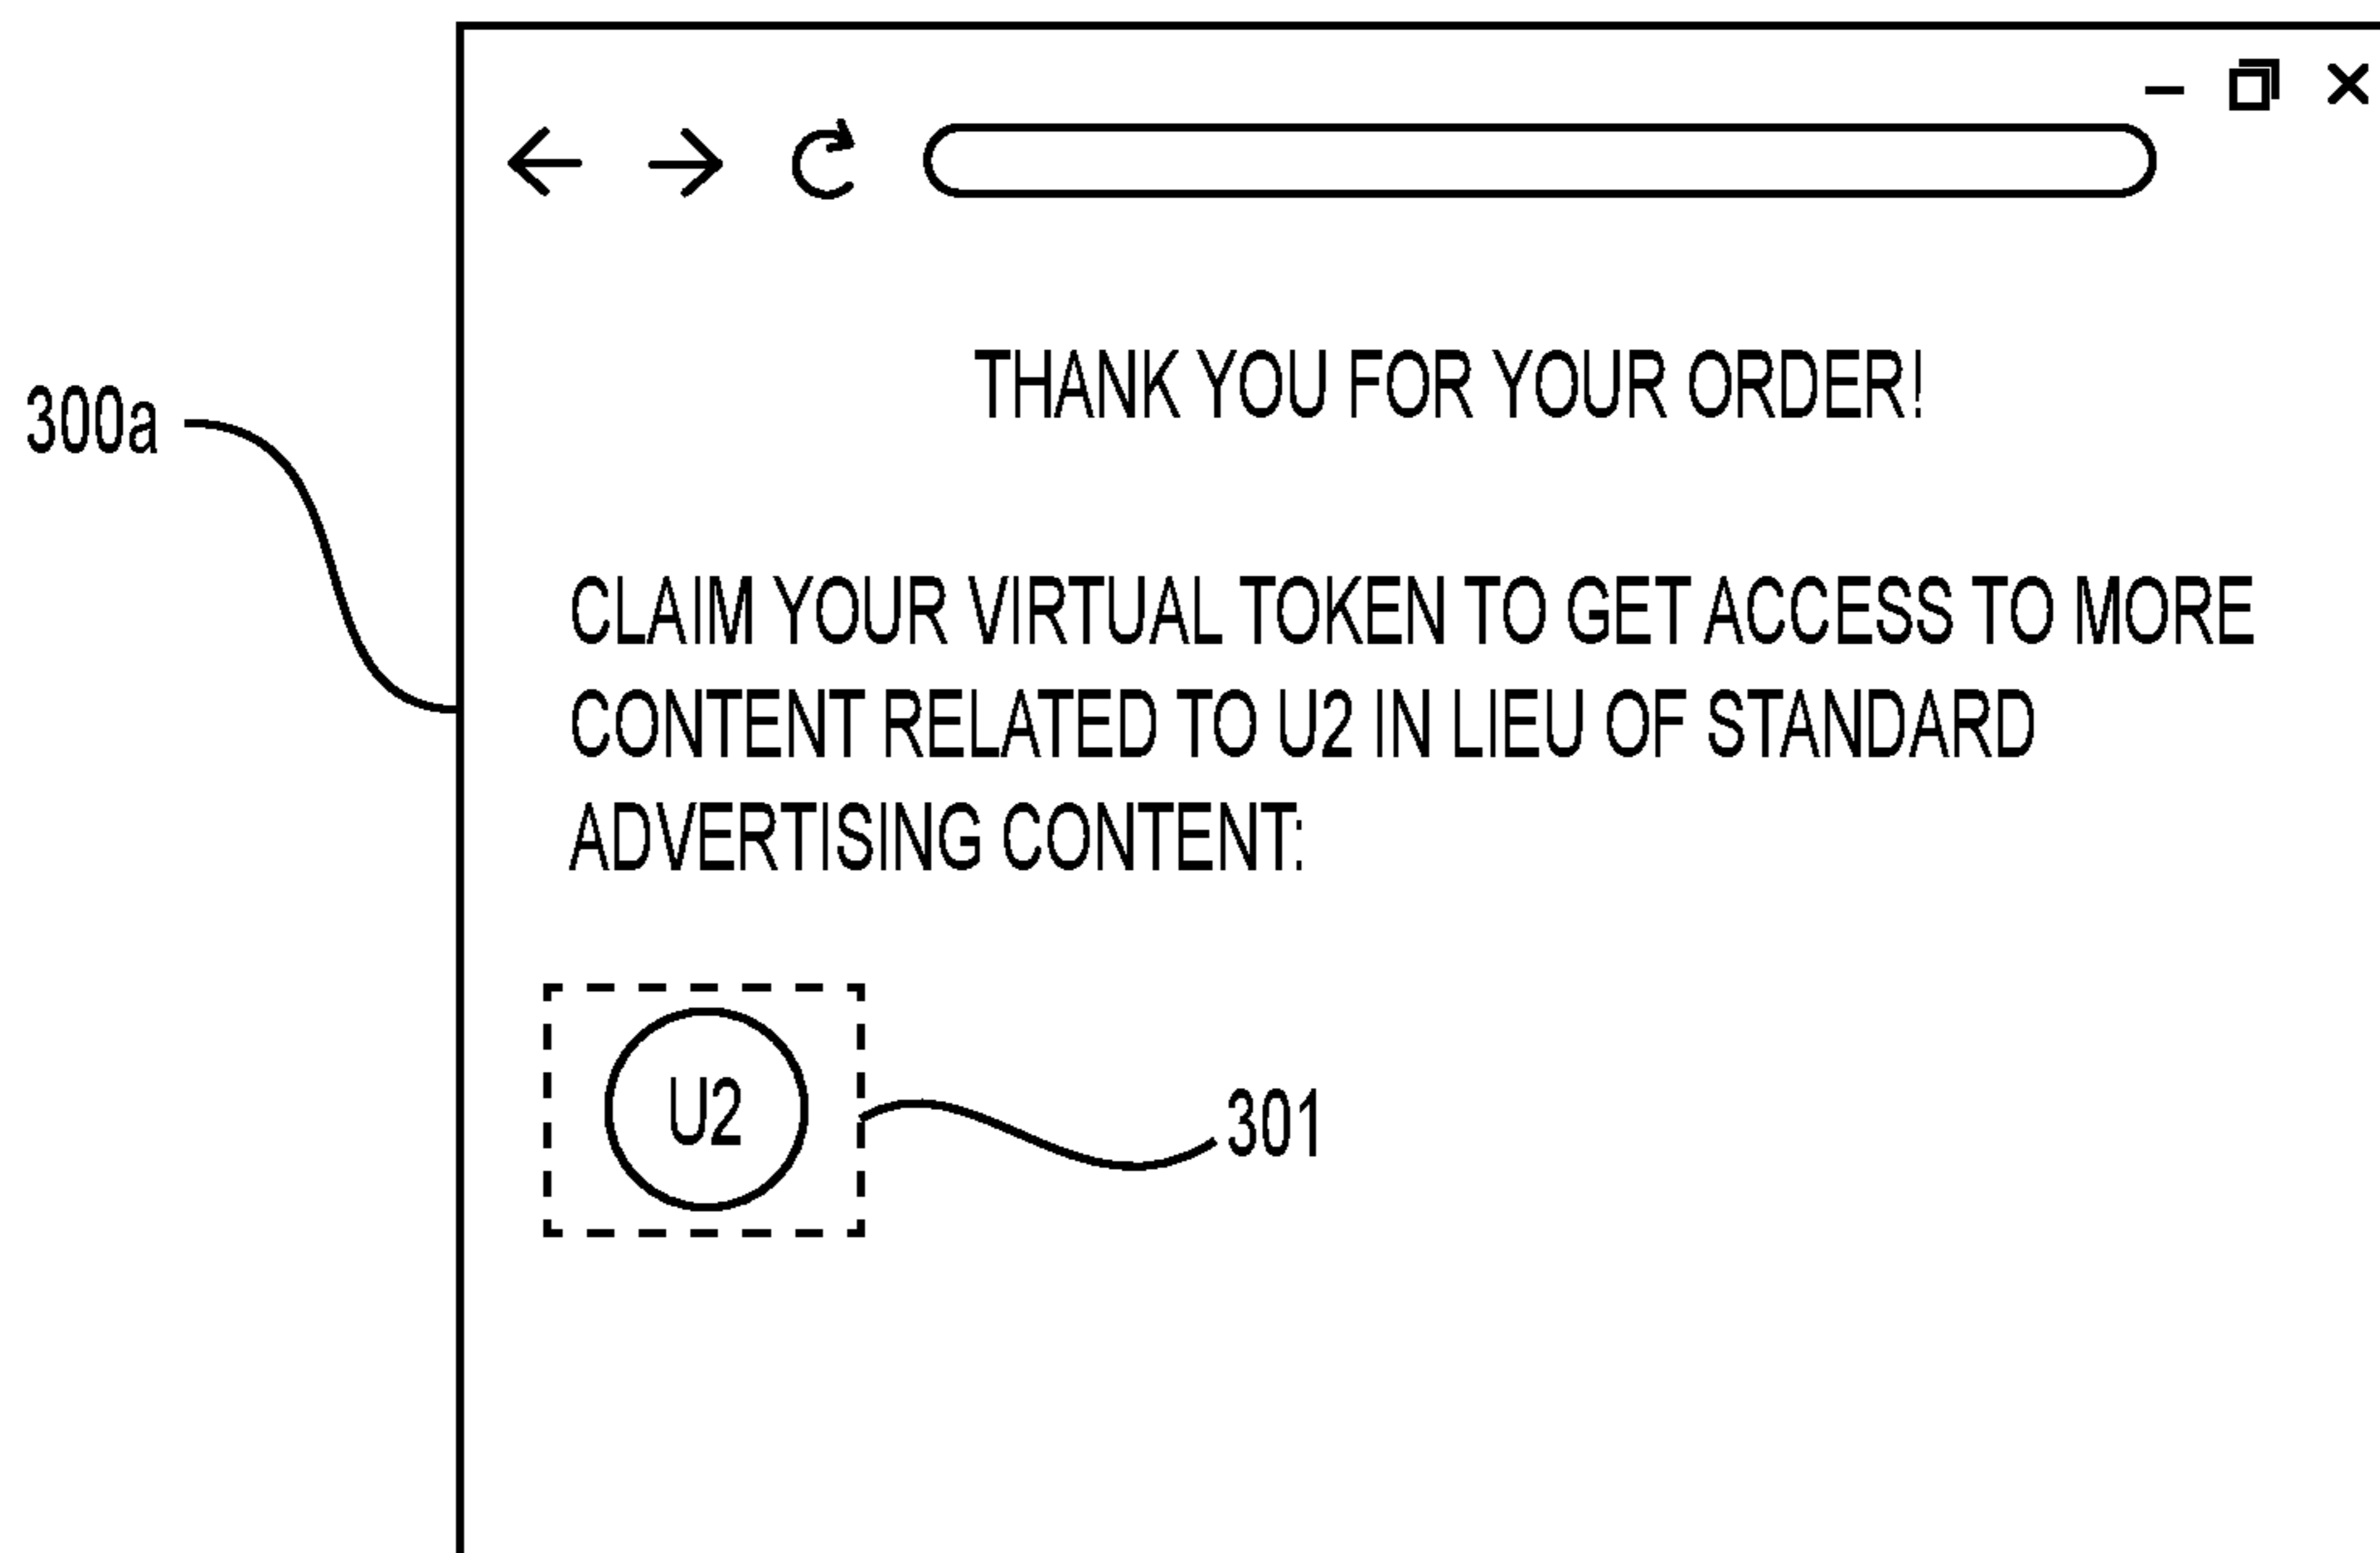 THANK YOU FOR YOUR ORDER!
300a
CLAIM YOUR VIRTUAL TOKEN TO GET ACCESS TO MORE
CONTENT RELATED TO U2 IN LIEU OF STANDARD
ADVERTISING CONTENT:
U2
301